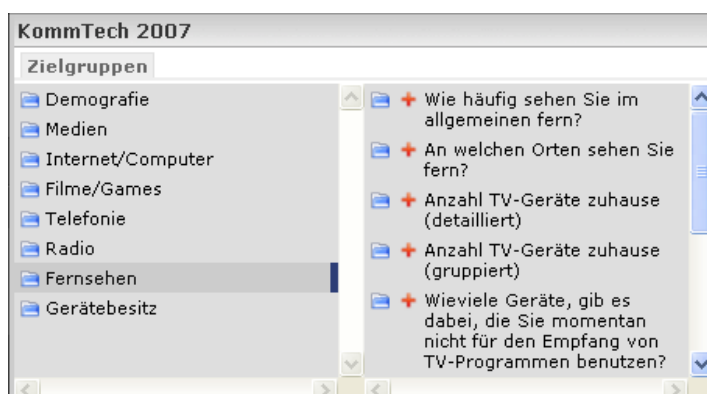 KommTech 2007
Zielgruppen
Demografie
Medien
Internet/Computer
Filme/Games
Telefonie
Radio
Fernsehen
Gerätebesitz
Wie häufig sehen Sie im
allgemeinen fern?
An welchen Orten sehen Sie
fern?
Anzahl TV-Geräte zuhause
(detailliert)
Anzahl TV-Geräte zuhause
(gruppiert)
Wieviele Geräte, gib es
dabei, die Sie momentan
nicht für den Empfang von
TV-Programmen benutzen?